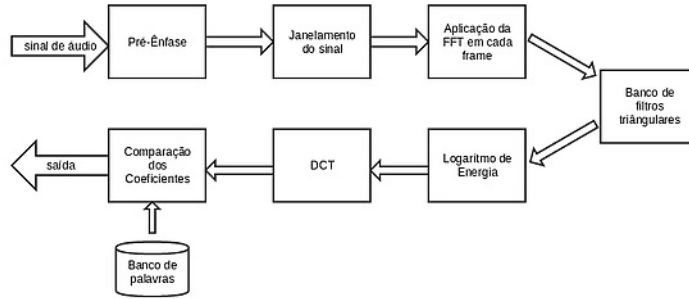 sinal de áudio
Pré-Ênfase
Janelamento
do sinal
Aplicação da
FFT em cada
frame
Banco de
filtros
triângulares
Logarítmo de
Energia
DCT
Comparação
dos
Coeficientes
saída
Banco de
palavras